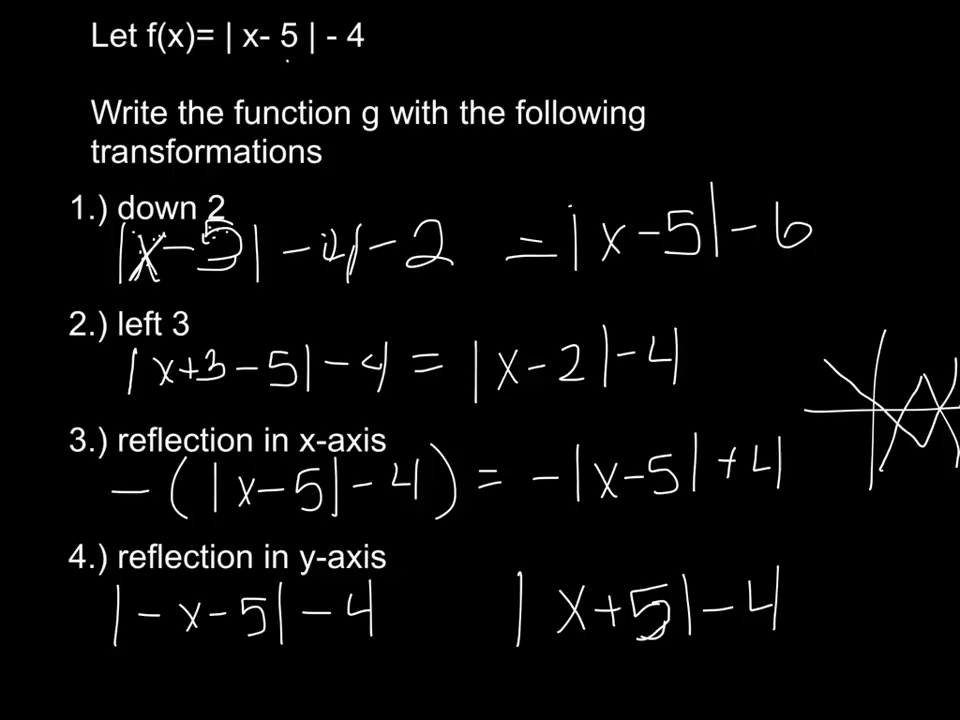 Let f(x)= | x- 5 | - 4
Write the function g with the following
transformations
1.) down 2
|x-5| - 4 - 2 = |x-5| - 6
2.) left 3
|x+3-5| - 4 = |x-2| - 4
3.) reflection in x-axis
-(|x-5| - 4) = -|x-5| + 4
4.) reflection in y-axis
|-x-5| - 4 |x+5| - 4